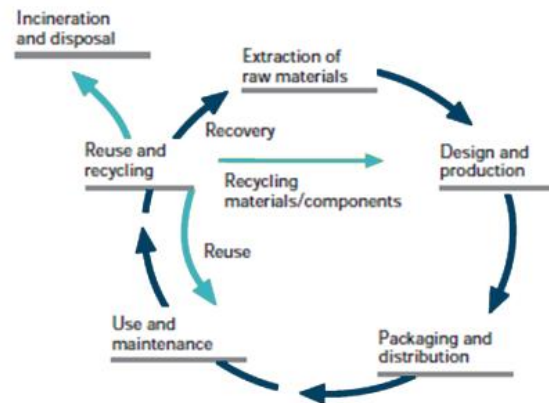 Incineration
and disposal
Extraction of
raw materials
Recovery
Reuse and
recycling
Design and
production
Recycling
materials/components
Reuse
Use and
maintenance
Packaging and
distribution